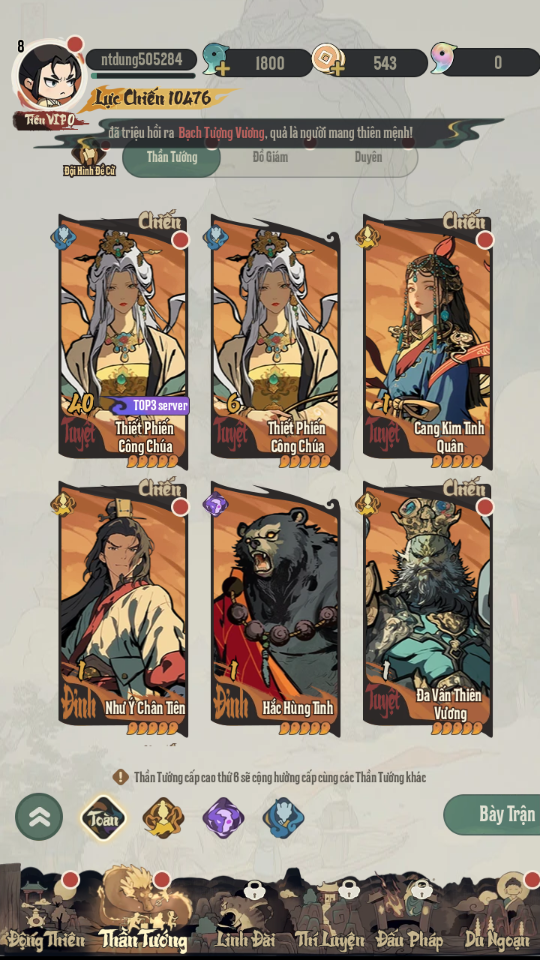 8
ntdung505284
1800
543
0
Tiên VIP 0
Lực Chiến 10476
đã triệu hồi ra Bạch Tượng Vương, quả là người mang thiên mệnh!
Đội Hình Đề Cử
Thần Tướng
Đồ Giám
Duyên
Chiến
Chiến
40
TOP3 server
6
1
Tuyệt
Thiết Phiến
Công Chúa
Tuyệt
Thiết Phiến
Công Chúa
Tuyệt
Cang Kim Tinh
Quân
Chiến
Chiến
1
1
1
Đỉnh
Như Ý Chân Tiên
Đỉnh
Hắc Hùng Tinh
Tuyệt
Đa Văn Thiên
Vương
Thần Tướng cấp cao thứ 6 sẽ cộng hưởng cấp cùng các Thần Tướng khác
Toàn
Bày Trận
Động Thiên
Thần Tướng
Linh Đài
Thí Luyện
Đấu Pháp
Du Ngoạn